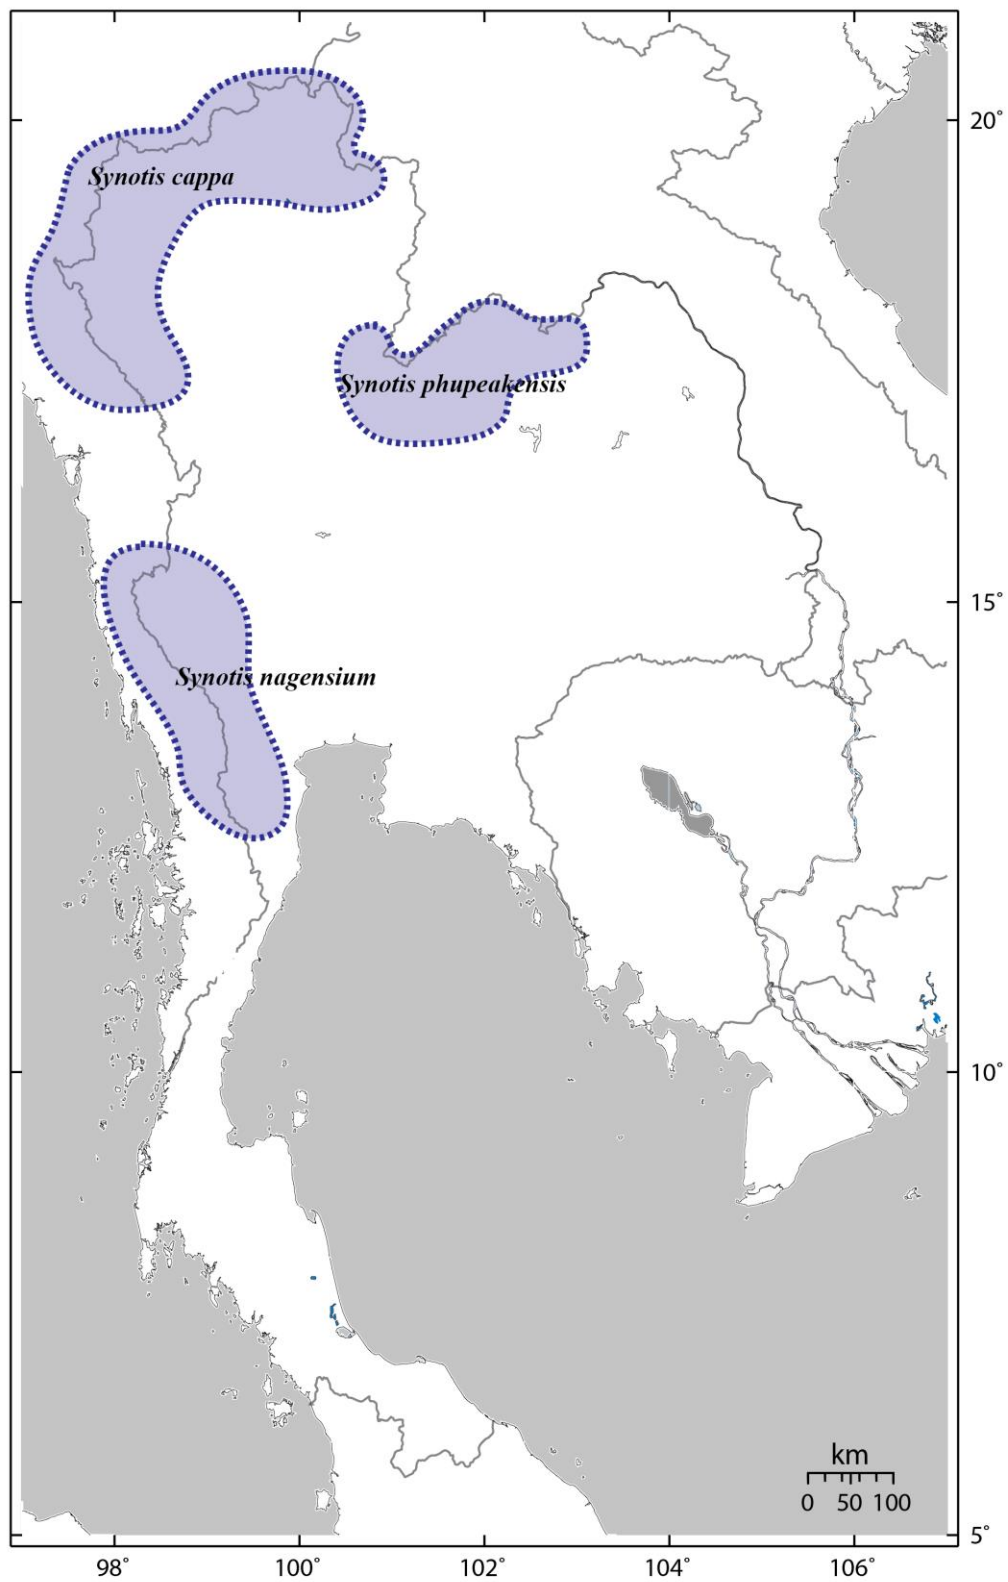 20˚
Synotis cappa
Synotis phupeakensis
15˚
Synotis nagensium
10˚
km
0 50 100
5˚
98˚ 100˚ 102˚ 104˚ 106˚